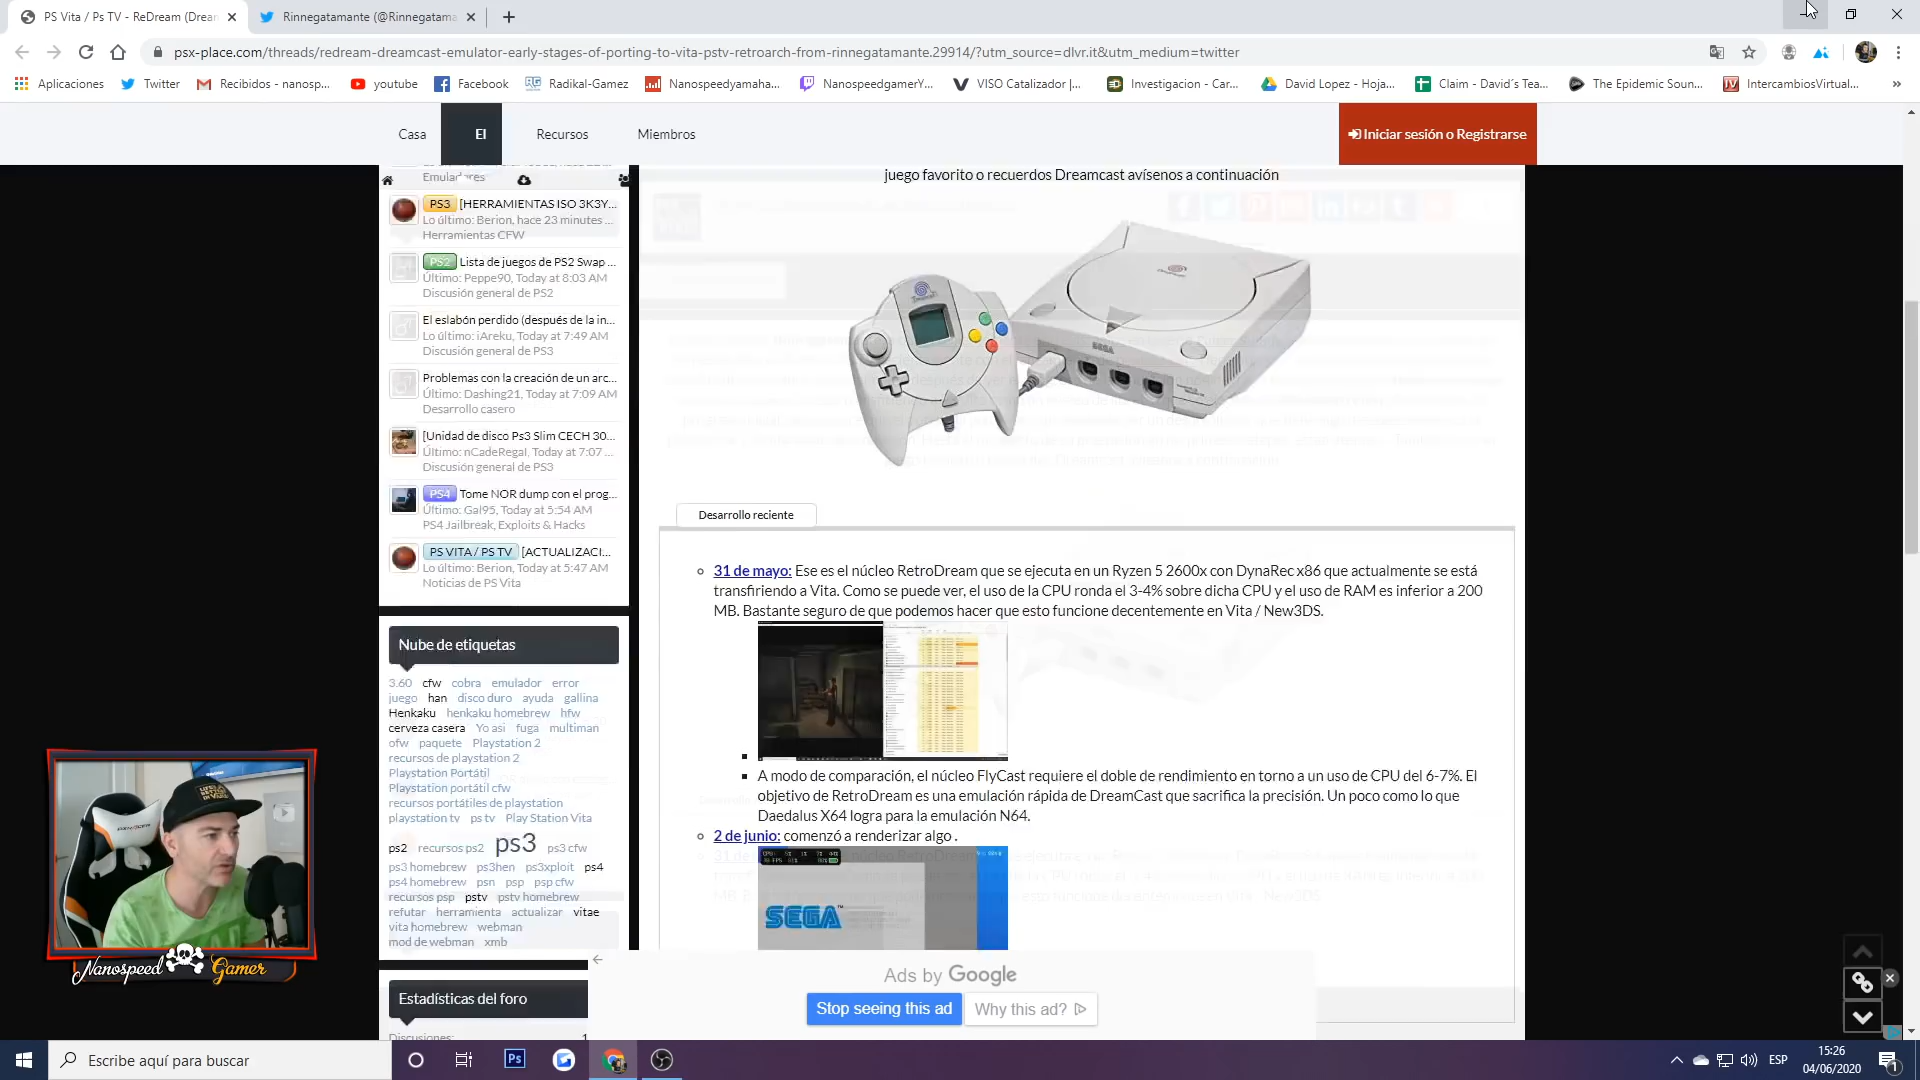 PS Vita / Ps TV - ReDream (Drean
Rinnegatamante (@Rinnegatama
psx-place.com/threads/redream-dreamcast-emulator-early-stages-of-porting-to-vita-pstv-retroarch-from-rinnegatamante.29914/?utm_source=dlvr.it&utm_medium=twitter
Aplicaciones
Twitter
Recibidos - nanosp...
youtube
Facebook
Radikal-Gamez
Nanospeedyamaha...
NanospeedgamerY...
VISO Catalizador |...
Investigacion - Car...
David Lopez - Hoja...
Claim - David´s Tea...
The Epidemic Soun...
IntercambiosVirtual...
Casa
El
Recursos
Miembros
Iniciar sesión o Registrarse
Emuladores
PS3 [HERRAMIENTAS ISO 3K3Y...
Lo último: Berion, hace 23 minutes ...
Herramientas CFW
PS2 Lista de juegos de PS2 Swap ...
Último: Peppe90, Today at 8:03 AM
Discusión general de PS2
El eslabón perdido (después de la in...
Lo último: iAreku, Today at 7:49 AM
Discusión general de PS3
Problemas con la creación de un arc...
Último: Dashing21, Today at 7:09 AM
Desarrollo casero
[Unidad de disco Ps3 Slim CECH 30...
Último: nCadeRegal, Today at 7:07 ...
Discusión general de PS3
PS4 Tome NOR dump con el prog...
Último: Gal95, Today at 5:54 AM
PS4 Jailbreak, Exploits & Hacks
PS VITA / PS TV [ACTUALIZACI...
Lo último: Berion, Today at 5:47 AM
Noticias de PS Vita
Nube de etiquetas
3.60 cfw cobra emulador error
juego han disco duro ayuda gallina
Henkaku henkaku homebrew hfw
cerveza casera Yo asi fuga multiman
ofw paquete Playstation 2
recursos de playstation 2
Playstation Portátil
Playstation portátil cfw
recursos portátiles de playstation
playstation tv ps tv Play Station Vita
ps2 recursos ps2 ps3 ps3 cfw
ps3 homebrew ps3hen ps3xploit ps4
ps4 homebrew psn psp psp cfw
recursos psp pstv pstv homebrew
refutar herramienta actualizar vitae
vita homebrew webman
mod de webman xmb
Estadísticas del foro
Discusiones:
1
juego favorito o recuerdos Dreamcast avísenos a continuación
SEGA
Desarrollo reciente
31 de mayo: Ese es el núcleo RetroDream que se ejecuta en un Ryzen 5 2600x con DynaRec x86 que actualmente se está
transfiriendo a Vita. Como se puede ver, el uso de la CPU ronda el 3-4% sobre dicha CPU y el uso de RAM es inferior a 200
MB. Bastante seguro de que podemos hacer que esto funcione decentemente en Vita / New3DS.
A modo de comparación, el núcleo FlyCast requiere el doble de rendimiento en torno a un uso de CPU del 6-7%. El
objetivo de RetroDream es una emulación rápida de DreamCast que sacrifica la precisión. Un poco como lo que
Daedalus X64 logra para la emulación N64.
2 de junio: comenzó a renderizar algo .
SEGA™
Ads by Google
Stop seeing this ad
Why this ad?
Nanospeed Gamer
Escribe aquí para buscar
Ps
ESP
15:26
04/06/2020
1